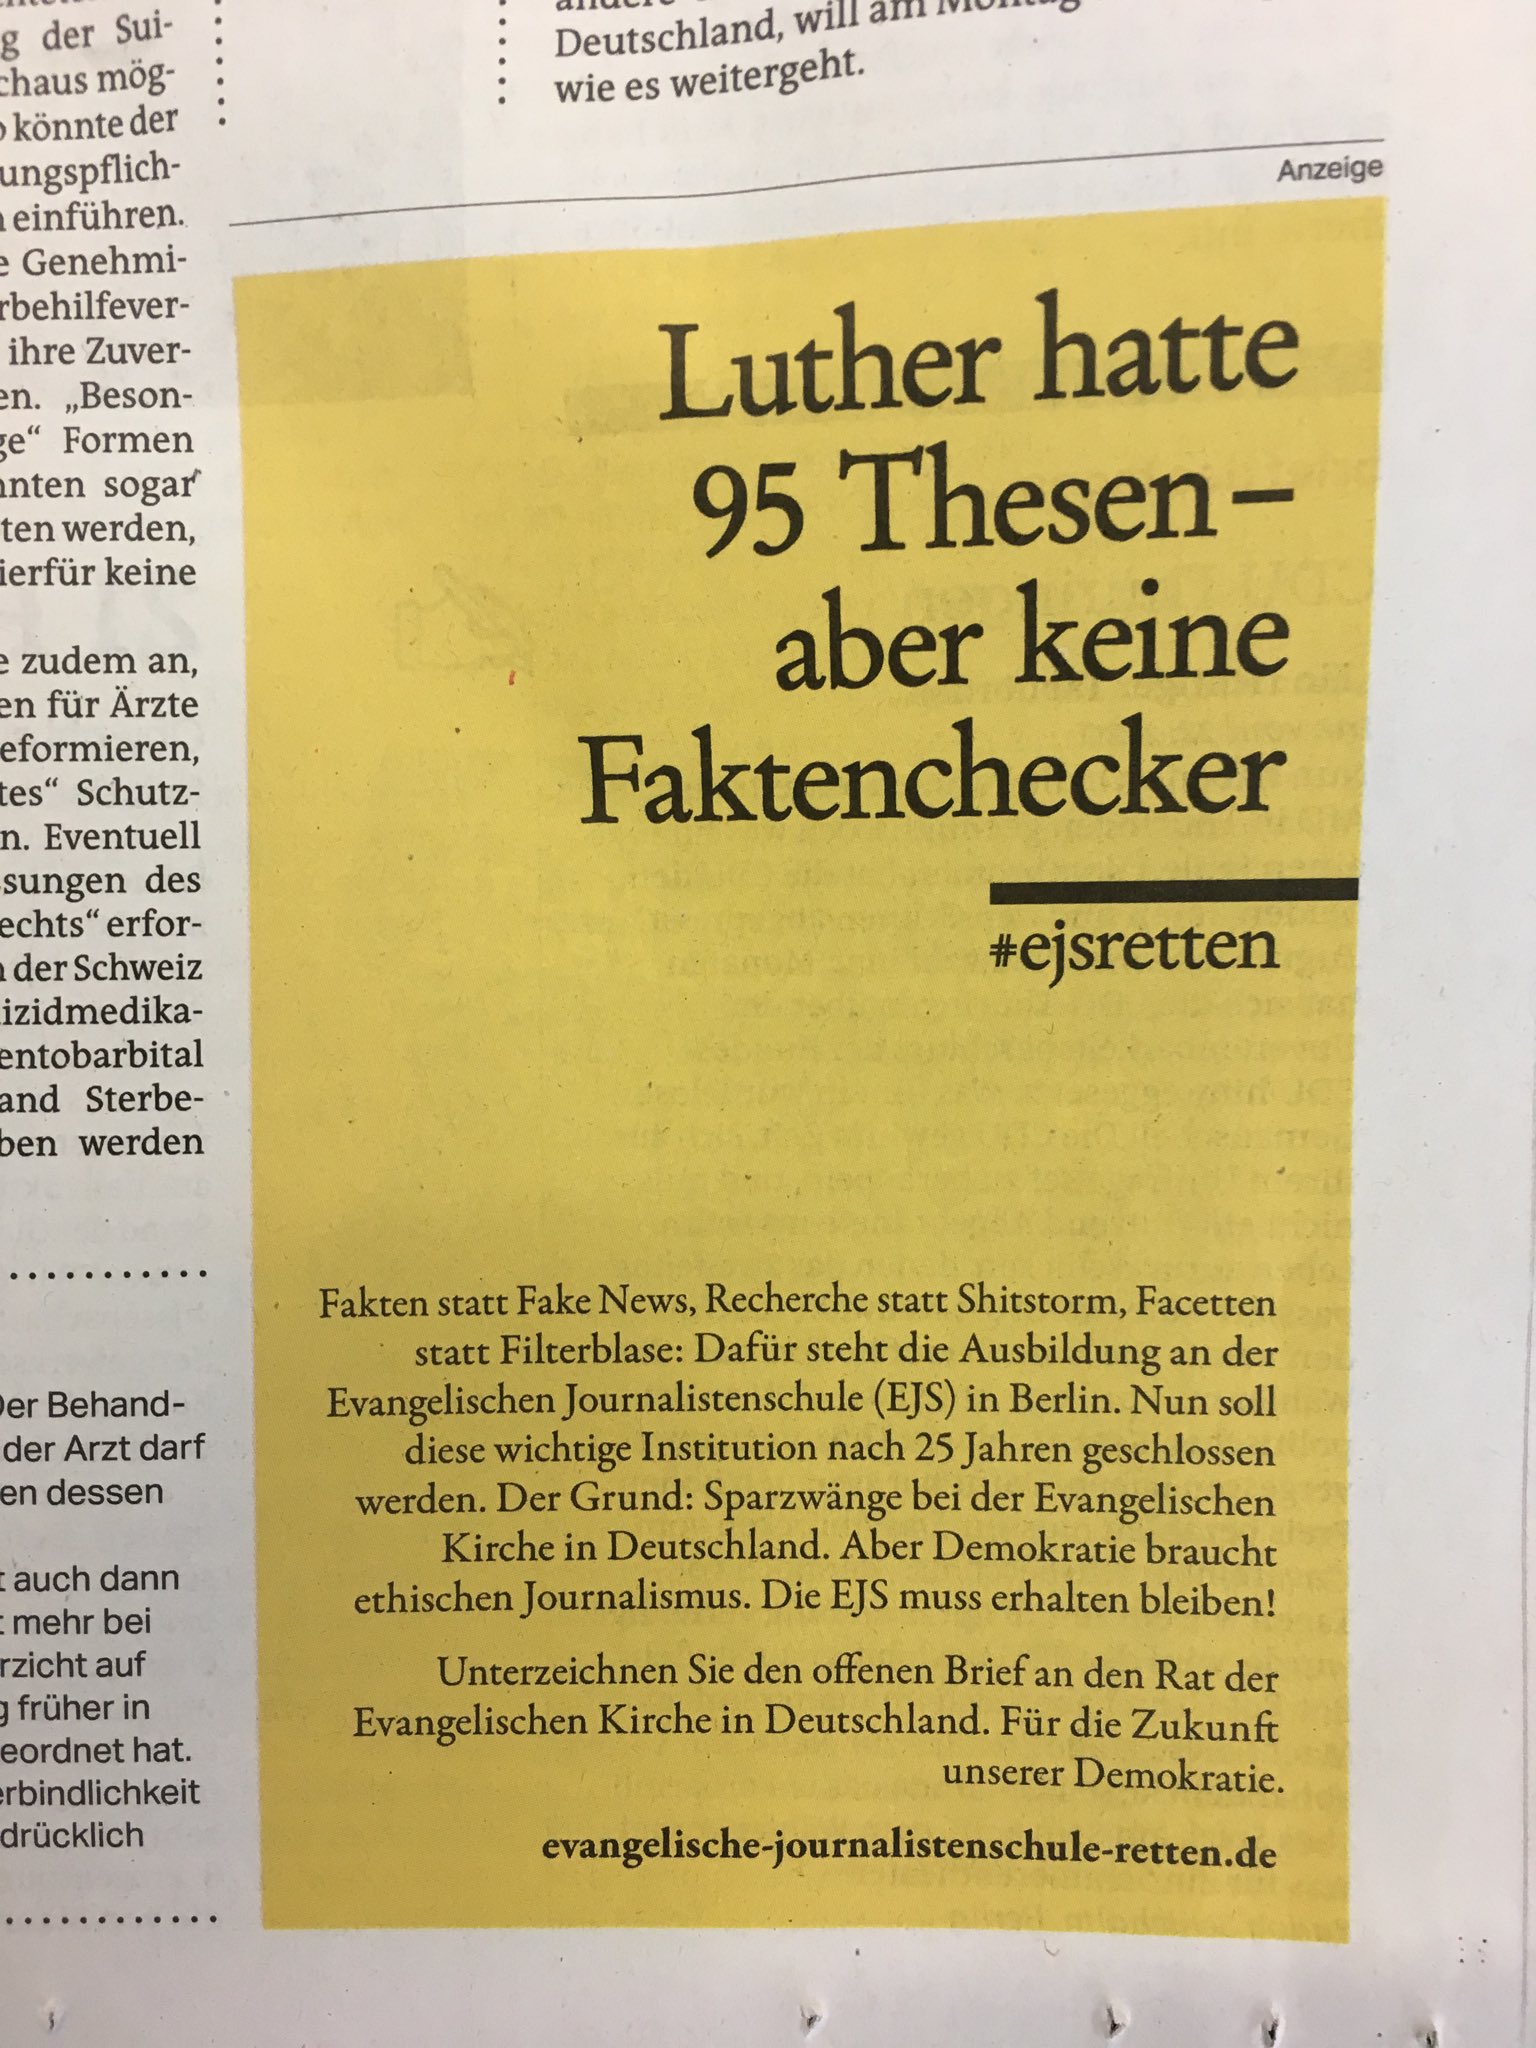 g der Sui-
chaus mög-
könnte der
ungspflich-
einführen.
e Genehmi-
rbehilfever-
ihre Zuver-
en. „Beson-
ge“ Formen
nnten sogar
ten werden,
ierfür keine
e zudem an,
en für Ärzte
eformieren,
tes“ Schutz-
n. Eventuell
ssungen des
echts“ erfor-
n der Schweiz
izidmedika-
entobarbital
and Sterbe-
ben werden
Der Behand-
der Arzt darf
en dessen
t auch dann
t mehr bei
rzicht auf
g früher in
eordnet hat.
erbindlichkeit
drücklich
Deutschland, will am Montag
wie es weitergeht.
Anzeige
Luther hatte
95 Thesen –
aber keine
Faktenchecker
#ejsretten
Fakten statt Fake News, Recherche statt Shitstorm, Facetten
statt Filterblase: Dafür steht die Ausbildung an der
Evangelischen Journalistenschule (EJS) in Berlin. Nun soll
diese wichtige Institution nach 25 Jahren geschlossen
werden. Der Grund: Sparzwänge bei der Evangelischen
Kirche in Deutschland. Aber Demokratie braucht
ethischen Journalismus. Die EJS muss erhalten bleiben!
Unterzeichnen Sie den offenen Brief an den Rat der
Evangelischen Kirche in Deutschland. Für die Zukunft
unserer Demokratie.
evangelische-journalistenschule-retten.de